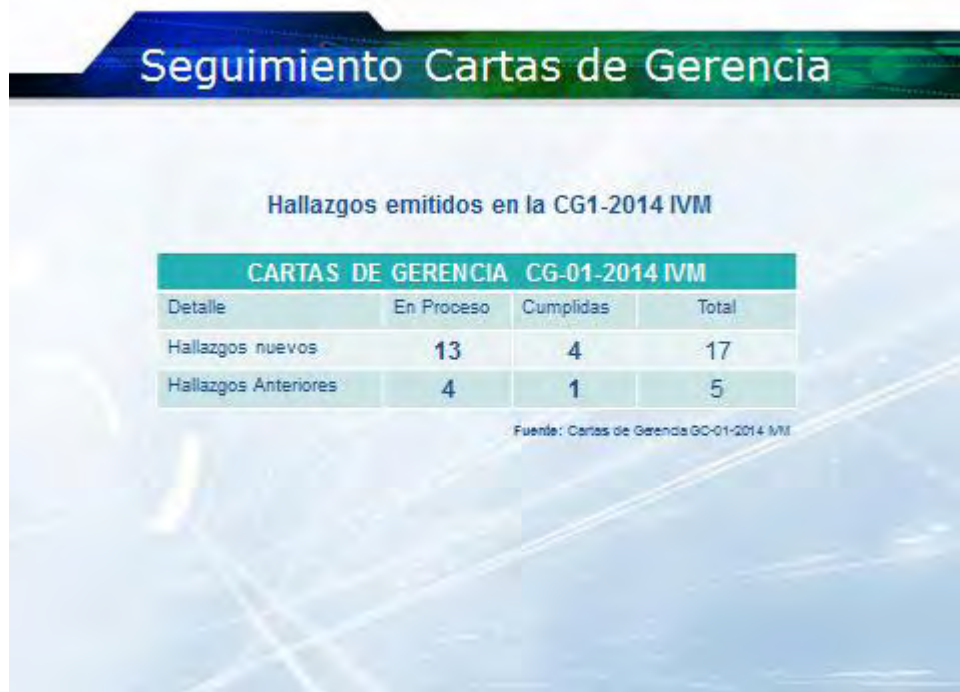 Seguimiento Cartas de Gerencia
Hallazgos emitidos en la CG1-2014 IVM
CARTAS DE GERENCIA CG-01-2014 IVM
Detalle En Proceso Cumplidas Total
Hallazgos nuevos 13 4 17
Hallazgos Anteriores 4 1 5
Fuente: Cartas de Gerencia GC-01-2014 IVM